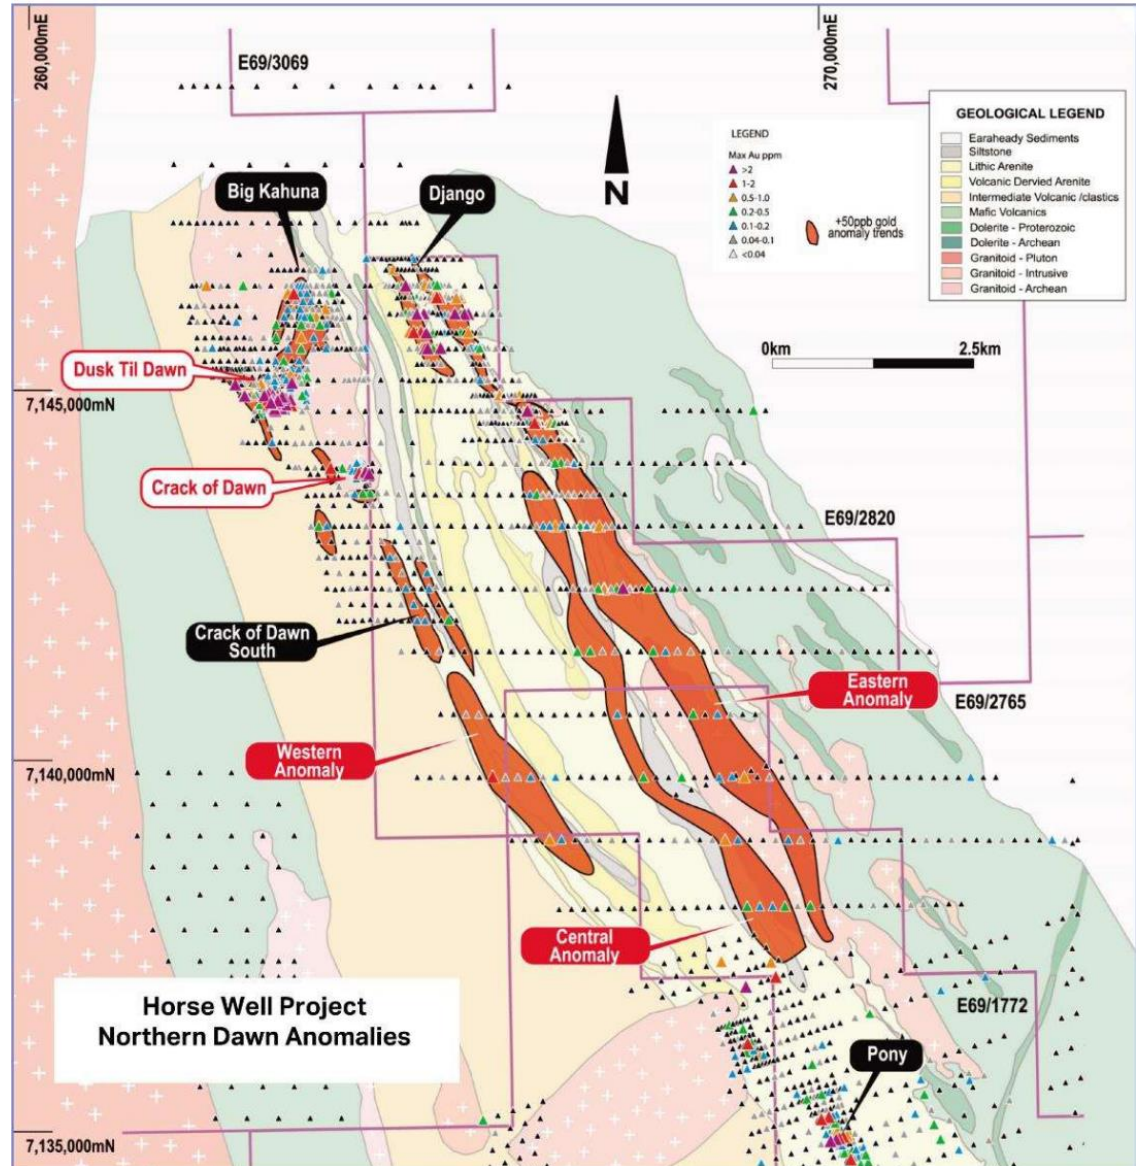 260,000mE
270,000mE
E69/3069
GEOLOGICAL LEGEND
Earaheady Sediments
Siltstone
Lithic Arenite
Volcanic Dervied Arenite
Intermediate Volcanic /clastics
Mafic Volcanics
Dolerite - Proterozoic
Dolerite - Archean
Granitoid - Pluton
Granitoid - Intrusive
Granitoid - Archean
LEGEND
Max Au ppm
>2
1-2
0.5-1.0
0.2-0.5
0.1-0.2
0.04-0.1
<0.04
+50ppb gold
anomaly trends
N
Big Kahuna
Django
0km
2.5km
Dusk Til Dawn
7,145,000mN
Crack of Dawn
E69/2820
Crack of Dawn
South
Eastern
Anomaly
E69/2765
Western
Anomaly
7,140,000mN
Central
Anomaly
Horse Well Project
Northern Dawn Anomalies
E69/1772
Pony
7,135,000mN